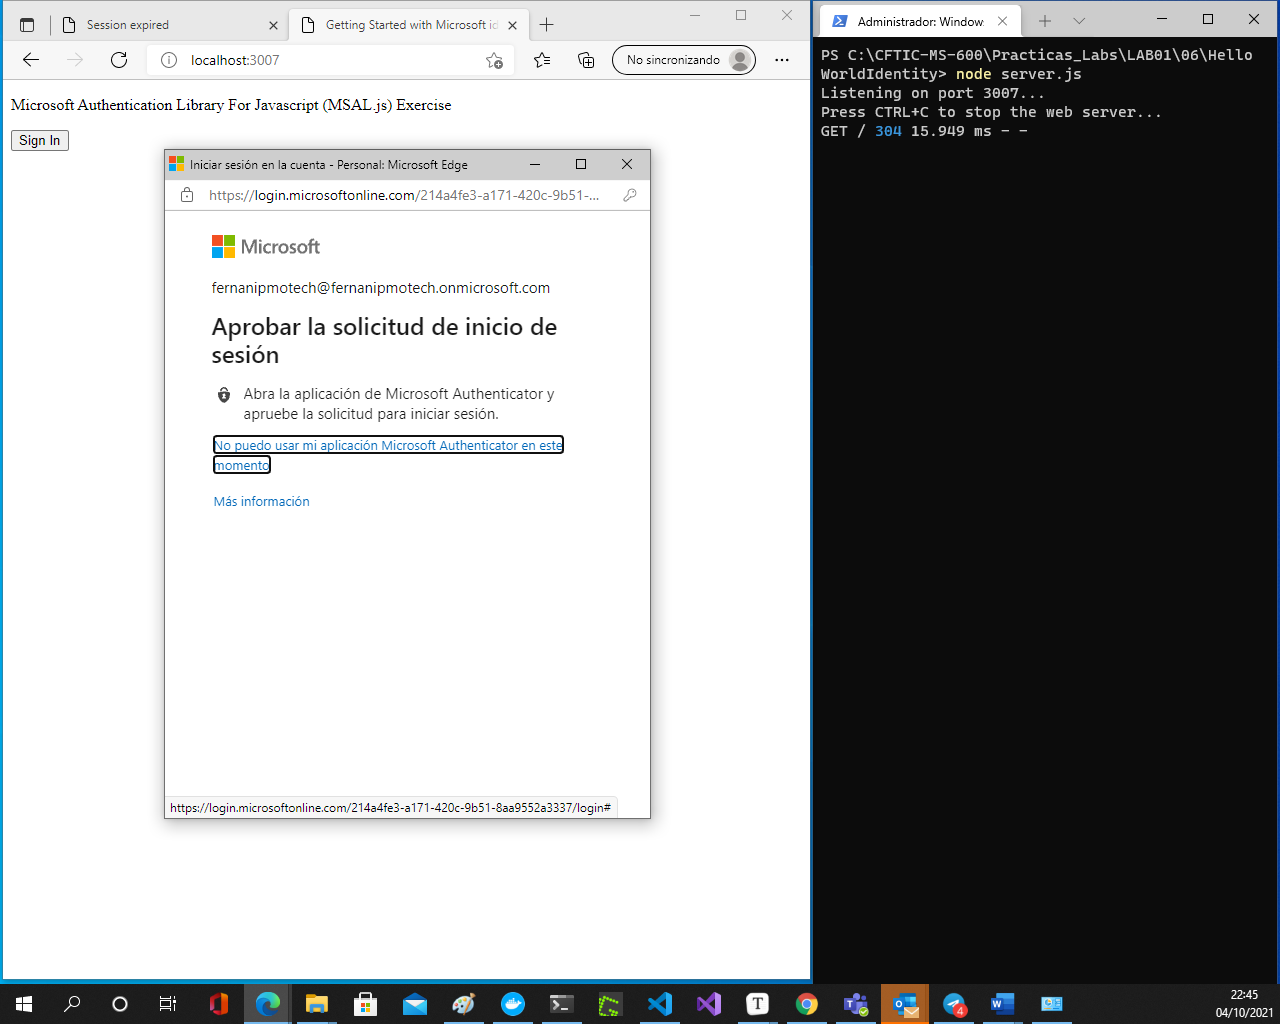 Session expired
Getting Started with Microsoft id
localhost:3007
No sincronizando
Microsoft Authentication Library For Javascript (MSAL.js) Exercise
Sign In
Iniciar sesión en la cuenta - Personal: Microsoft Edge
https://login.microsoftonline.com/214a4fe3-a171-420c-9b51-...
Microsoft
fernanipmotech@fernanipmotech.onmicrosoft.com
Aprobar la solicitud de inicio de
sesión
Abra la aplicación de Microsoft Authenticator y
apruebe la solicitud para iniciar sesión.
No puedo usar mi aplicación Microsoft Authenticator en este
momento
Más información
https://login.microsoftonline.com/214a4fe3-a171-420c-9b51-8aa9552a3337/login#
Administrador: Window
PS C:\CFTIC-MS-600\Practicas_Labs\LAB01\06\Hello
WorldIdentity> node server.js
Listening on port 3007...
Press CTRL+C to stop the web server...
GET / 304 15.949 ms - -
T
4
22:45
04/10/2021